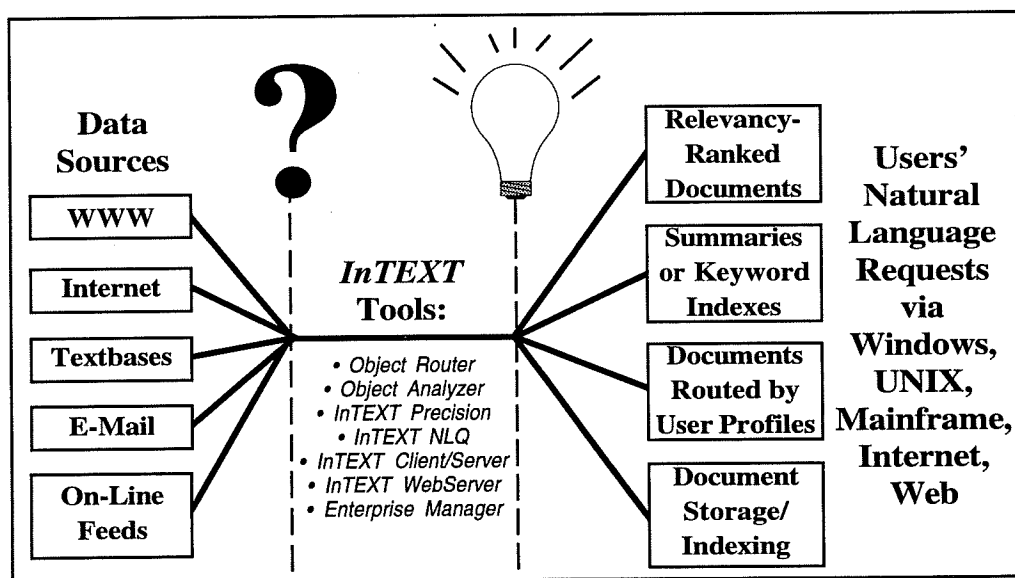 ?
Data
Sources
WWW
Internet
Textbases
E-Mail
On-Line
Feeds
InTEXT
Tools:
• Object Router
• Object Analyzer
• InTEXT Precision
• InTEXT NLQ
• InTEXT Client/Server
• InTEXT WebServer
• Enterprise Manager
Relevancy-
Ranked
Documents
Summaries
or Keyword
Indexes
Documents
Routed by
User Profiles
Document
Storage/
Indexing
Users'
Natural
Language
Requests
via
Windows,
UNIX,
Mainframe,
Internet,
Web